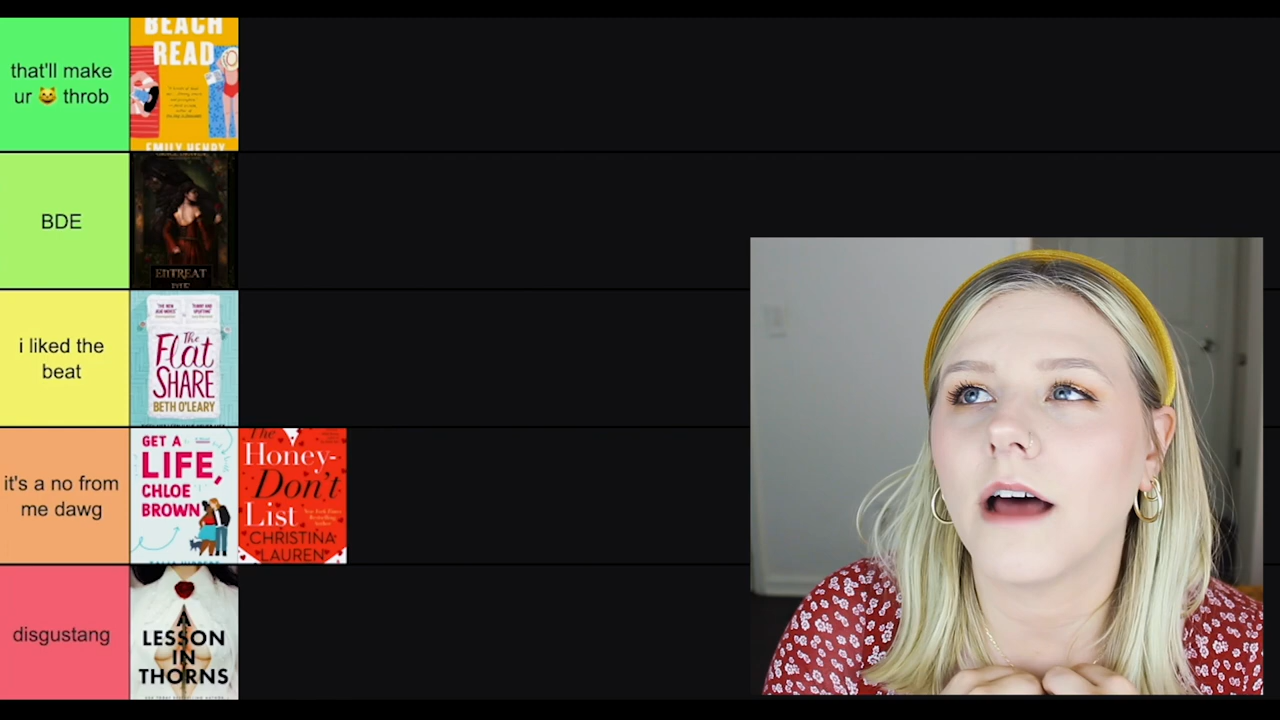 that'll make
ur 😺 throb
BEACH
READ
EMILY HENRY
BDE
ENTREAT
ME
i liked the
beat
The
Flat
SHARE
BETH O'LEARY
it's a no from
me dawg
GET A
LIFE,
CHLOE
BROWN
The
Honey-
Don't
List
CHRISTINA
LAUREN
disgustang
A
LESSON
IN
THORNS